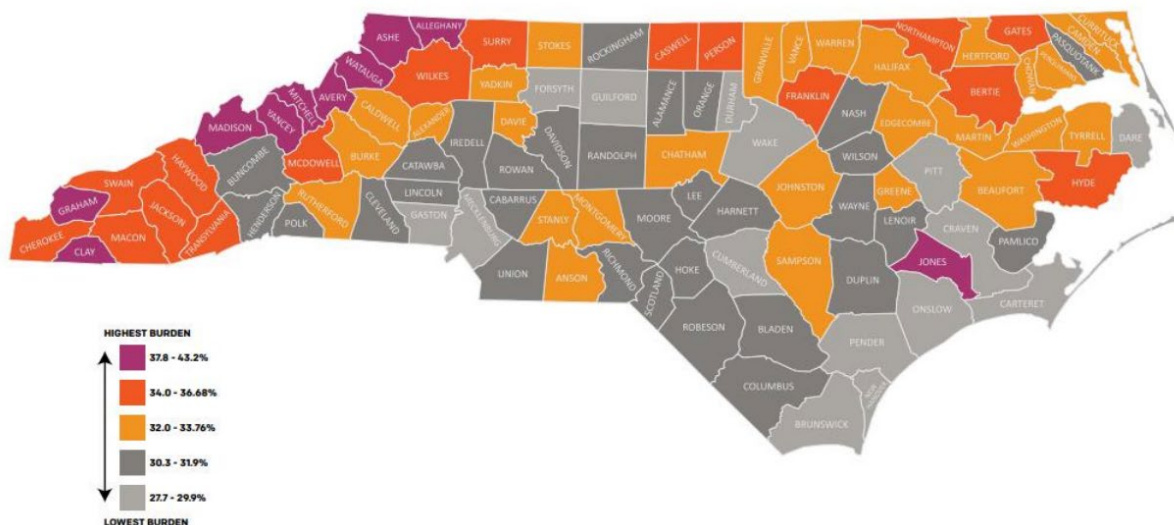 ALLEGHANY
ASHE
SURRY
STOKES
ROCKINGHAM
CASWELL
PERSON
GRANVILLE
VANCE
WARREN
NORTHAMPTON
GATES
HERTFORD
CURRITUCK
CAMDEN
PASQUOTANK
PERQUIMANS
CHOWAN
WATAUGA
WILKES
YADKIN
FORSYTH
GUILFORD
ALAMANCE
ORANGE
DURHAM
FRANKLIN
HALIFAX
BERTIE
NASH
EDGECOMBE
MARTIN
WASHINGTON
TYRRELL
DARE
MITCHELL
AVERY
YANCEY
MADISON
CALDWELL
ALEXANDER
DAVIE
IREDELL
DAVIDSON
RANDOLPH
CHATHAM
WAKE
WILSON
PITT
BEAUFORT
HYDE
HAYWOOD
BUNCOMBE
MCDOWELL
BURKE
CATAWBA
ROWAN
LEE
JOHNSTON
GREENE
SWAIN
GRAHAM
JACKSON
TRANSYLVANIA
HENDERSON
POLK
RUTHERFORD
CLEVELAND
LINCOLN
GASTON
MECKLENBURG
CABARRUS
STANLY
MONTGOMERY
MOORE
HARNETT
WAYNE
LENOIR
CRAVEN
PAMLICO
CHEROKEE
CLAY
MACON
UNION
ANSON
RICHMOND
SCOTLAND
HOKE
CUMBERLAND
SAMPSON
DUPLIN
JONES
ONSLOW
CARTERET
ROBESON
BLADEN
PENDER
COLUMBUS
BRUNSWICK
NEW
HANOVER
HIGHEST BURDEN
37.8 - 43.2%
34.0 - 36.68%
32.0 - 33.76%
30.3 - 31.9%
27.7 - 29.9%
LOWEST BURDEN